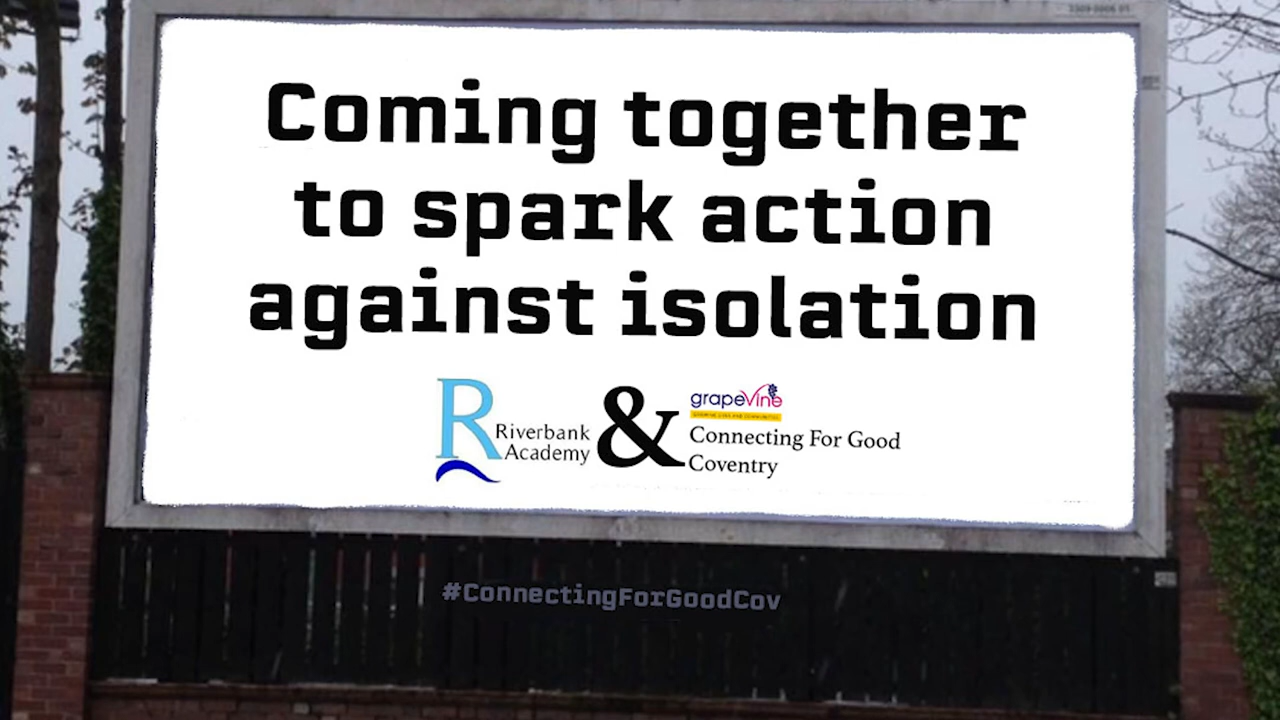 Coming together
to spark action
against isolation
R
Riverbank
Academy
&
grapevine
Connecting For Good
Coventry
#ConnectingForGoodCov